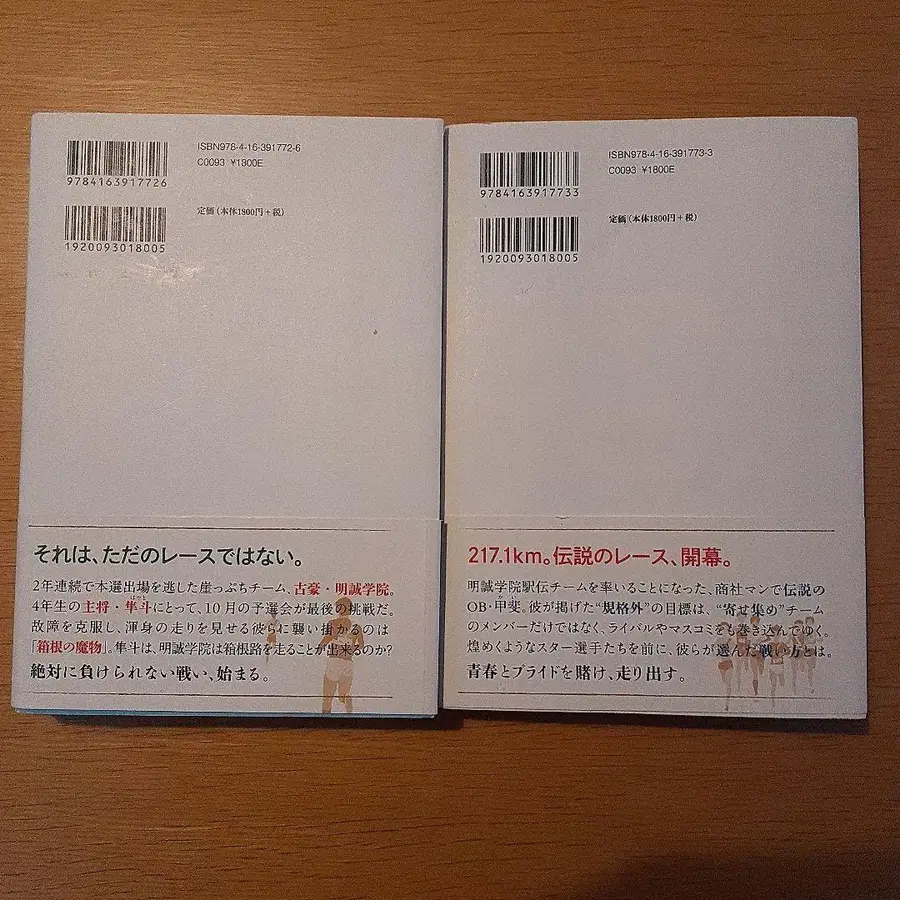 ISBN978-4-16-391772-6
C0093 ¥1800E
9784163917726
定価(本体1800円+税)
1920093018005
それは、ただのレースではない。
2年連続で本選出場を逃した崖っぷちチーム、古豪・明誠学院。
4年生の主将・隼斗にとって、10月の予選会が最後の挑戦だ。
はやと
故障を克服し、渾身の走りを見せる彼らに襲い掛かるのは
「箱根の魔物」。隼斗は、明誠学院は箱根路を走ることが出来るのか?
絶対に負けられない戦い、始まる。
ISBN978-4-16-391773-3
C0093 ¥1800E
9784163917733
定価(本体1800円+税)
1920093018005
217.1km。伝説のレース、開幕。
明誠学院駅伝チームを率いることになった、商社マンで伝説の
OB・甲斐。彼が掲げた“規格外”の目標は、“寄せ集め”チーム
かい
のメンバーだけではなく、ライバルやマスコミをも巻き込んでゆく。
煌めくようなスター選手たちを前に、彼らが選んだ戦い方とは。
青春とプライドを賭け、走り出す。